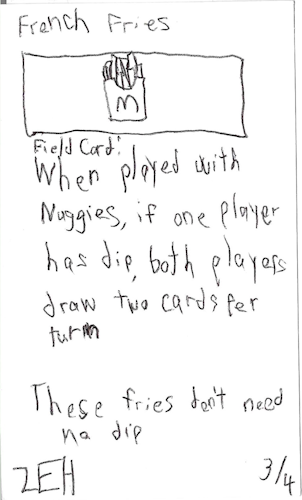 French Fries
M
Field Card:
When played with
Nuggies, if one player
has dip, both players
draw two cards per
turn
These fries don't need
no dip
ZEH
3/4